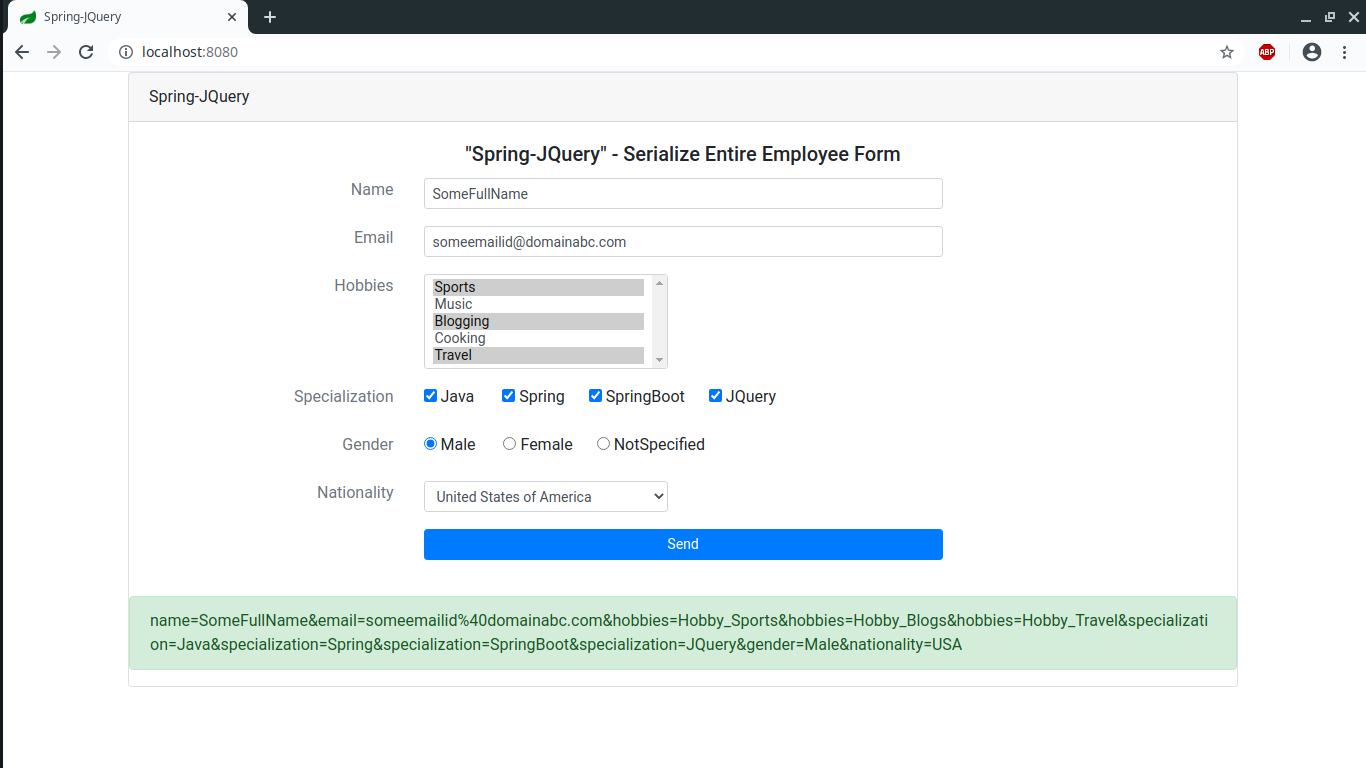 Spring-JQuery
localhost:8080
ABP
Spring-JQuery
"Spring-JQuery" - Serialize Entire Employee Form
Name SomeFullName
Email someemailid@domainabc.com
Hobbies Sports
Music
Blogging
Cooking
Travel
Specialization Java Spring SpringBoot JQuery
Gender Male Female NotSpecified
Nationality United States of America
Send
name=SomeFullName&email=someemailid%40domainabc.com&hobbies=Hobby_Sports&hobbies=Hobby_Blogs&hobbies=Hobby_Travel&specializati
on=Java&specialization=Spring&specialization=SpringBoot&specialization=JQuery&gender=Male&nationality=USA